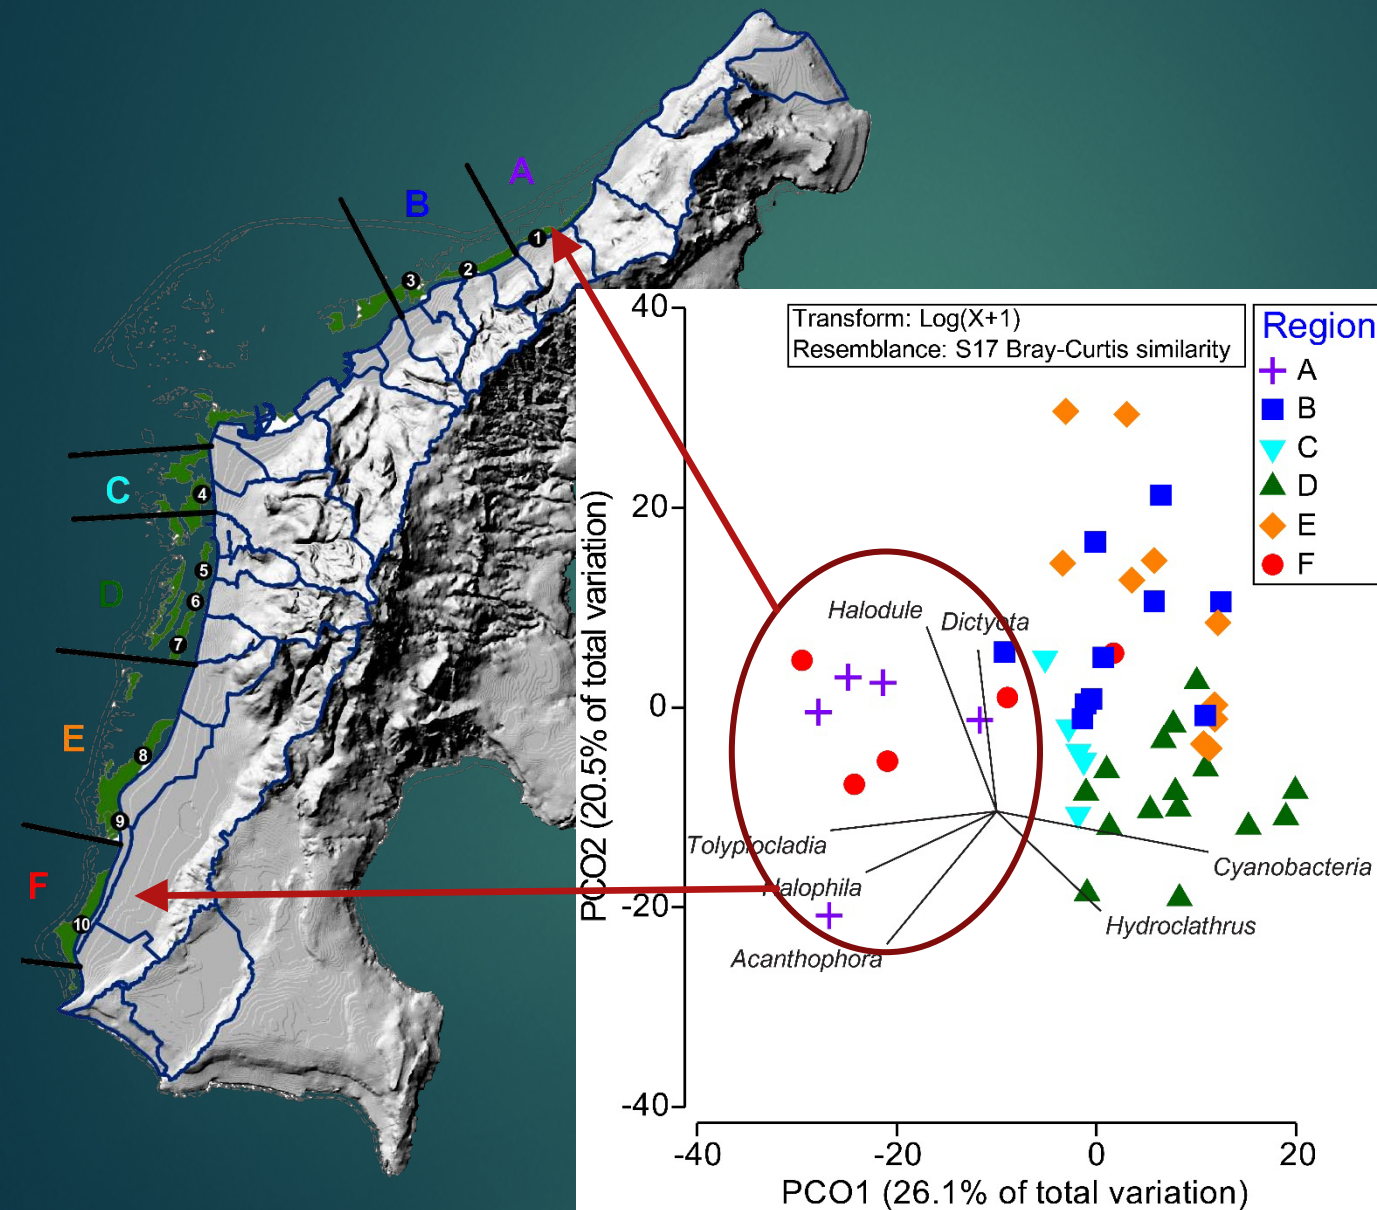 A
B
1
2
3
C
4
5
D
6
7
E
8
9
F
10
Transform: Log(X+1)
Resemblance: S17 Bray-Curtis similarity
Region
A
B
C
D
E
F
40
20
0
-20
-40
PCO2 (20.5% of total variation)
Halodule
Dictyota
Tolypiocladia
Halophila
Acanthophora
Cyanobacteria
Hydroclathrus
-40
-20
0
20
PCO1 (26.1% of total variation)